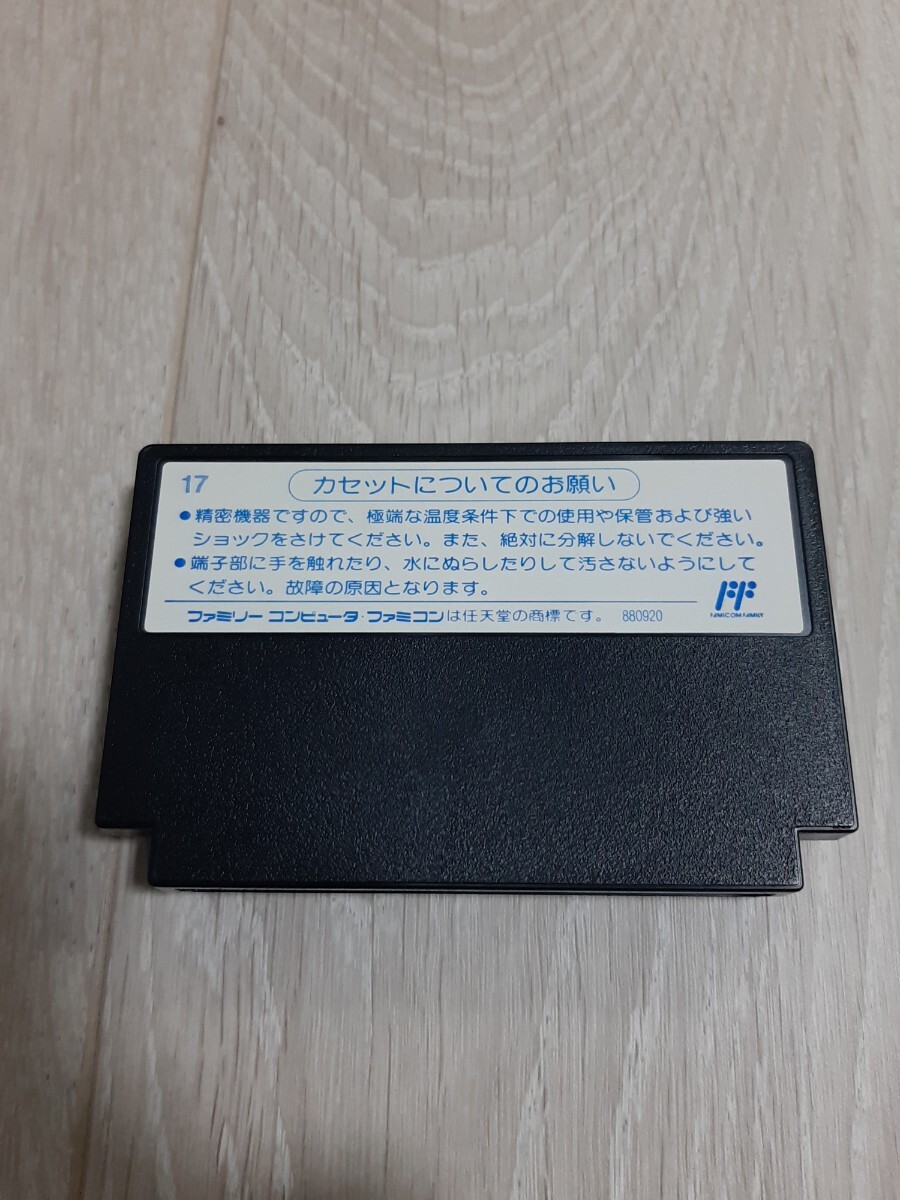 17
カセットについてのお願い
●精密機器ですので、極端な温度条件下での使用や保管および強い
ショックをさけてください。また、絶対に分解しないでください。
●端子部に手を触れたり、水にぬらしたりして汚さないようにして
ください。故障の原因となります。
FAMICOM FAMILY
ファミリー コンピュータ・ファミコンは任天堂の商標です。 880920